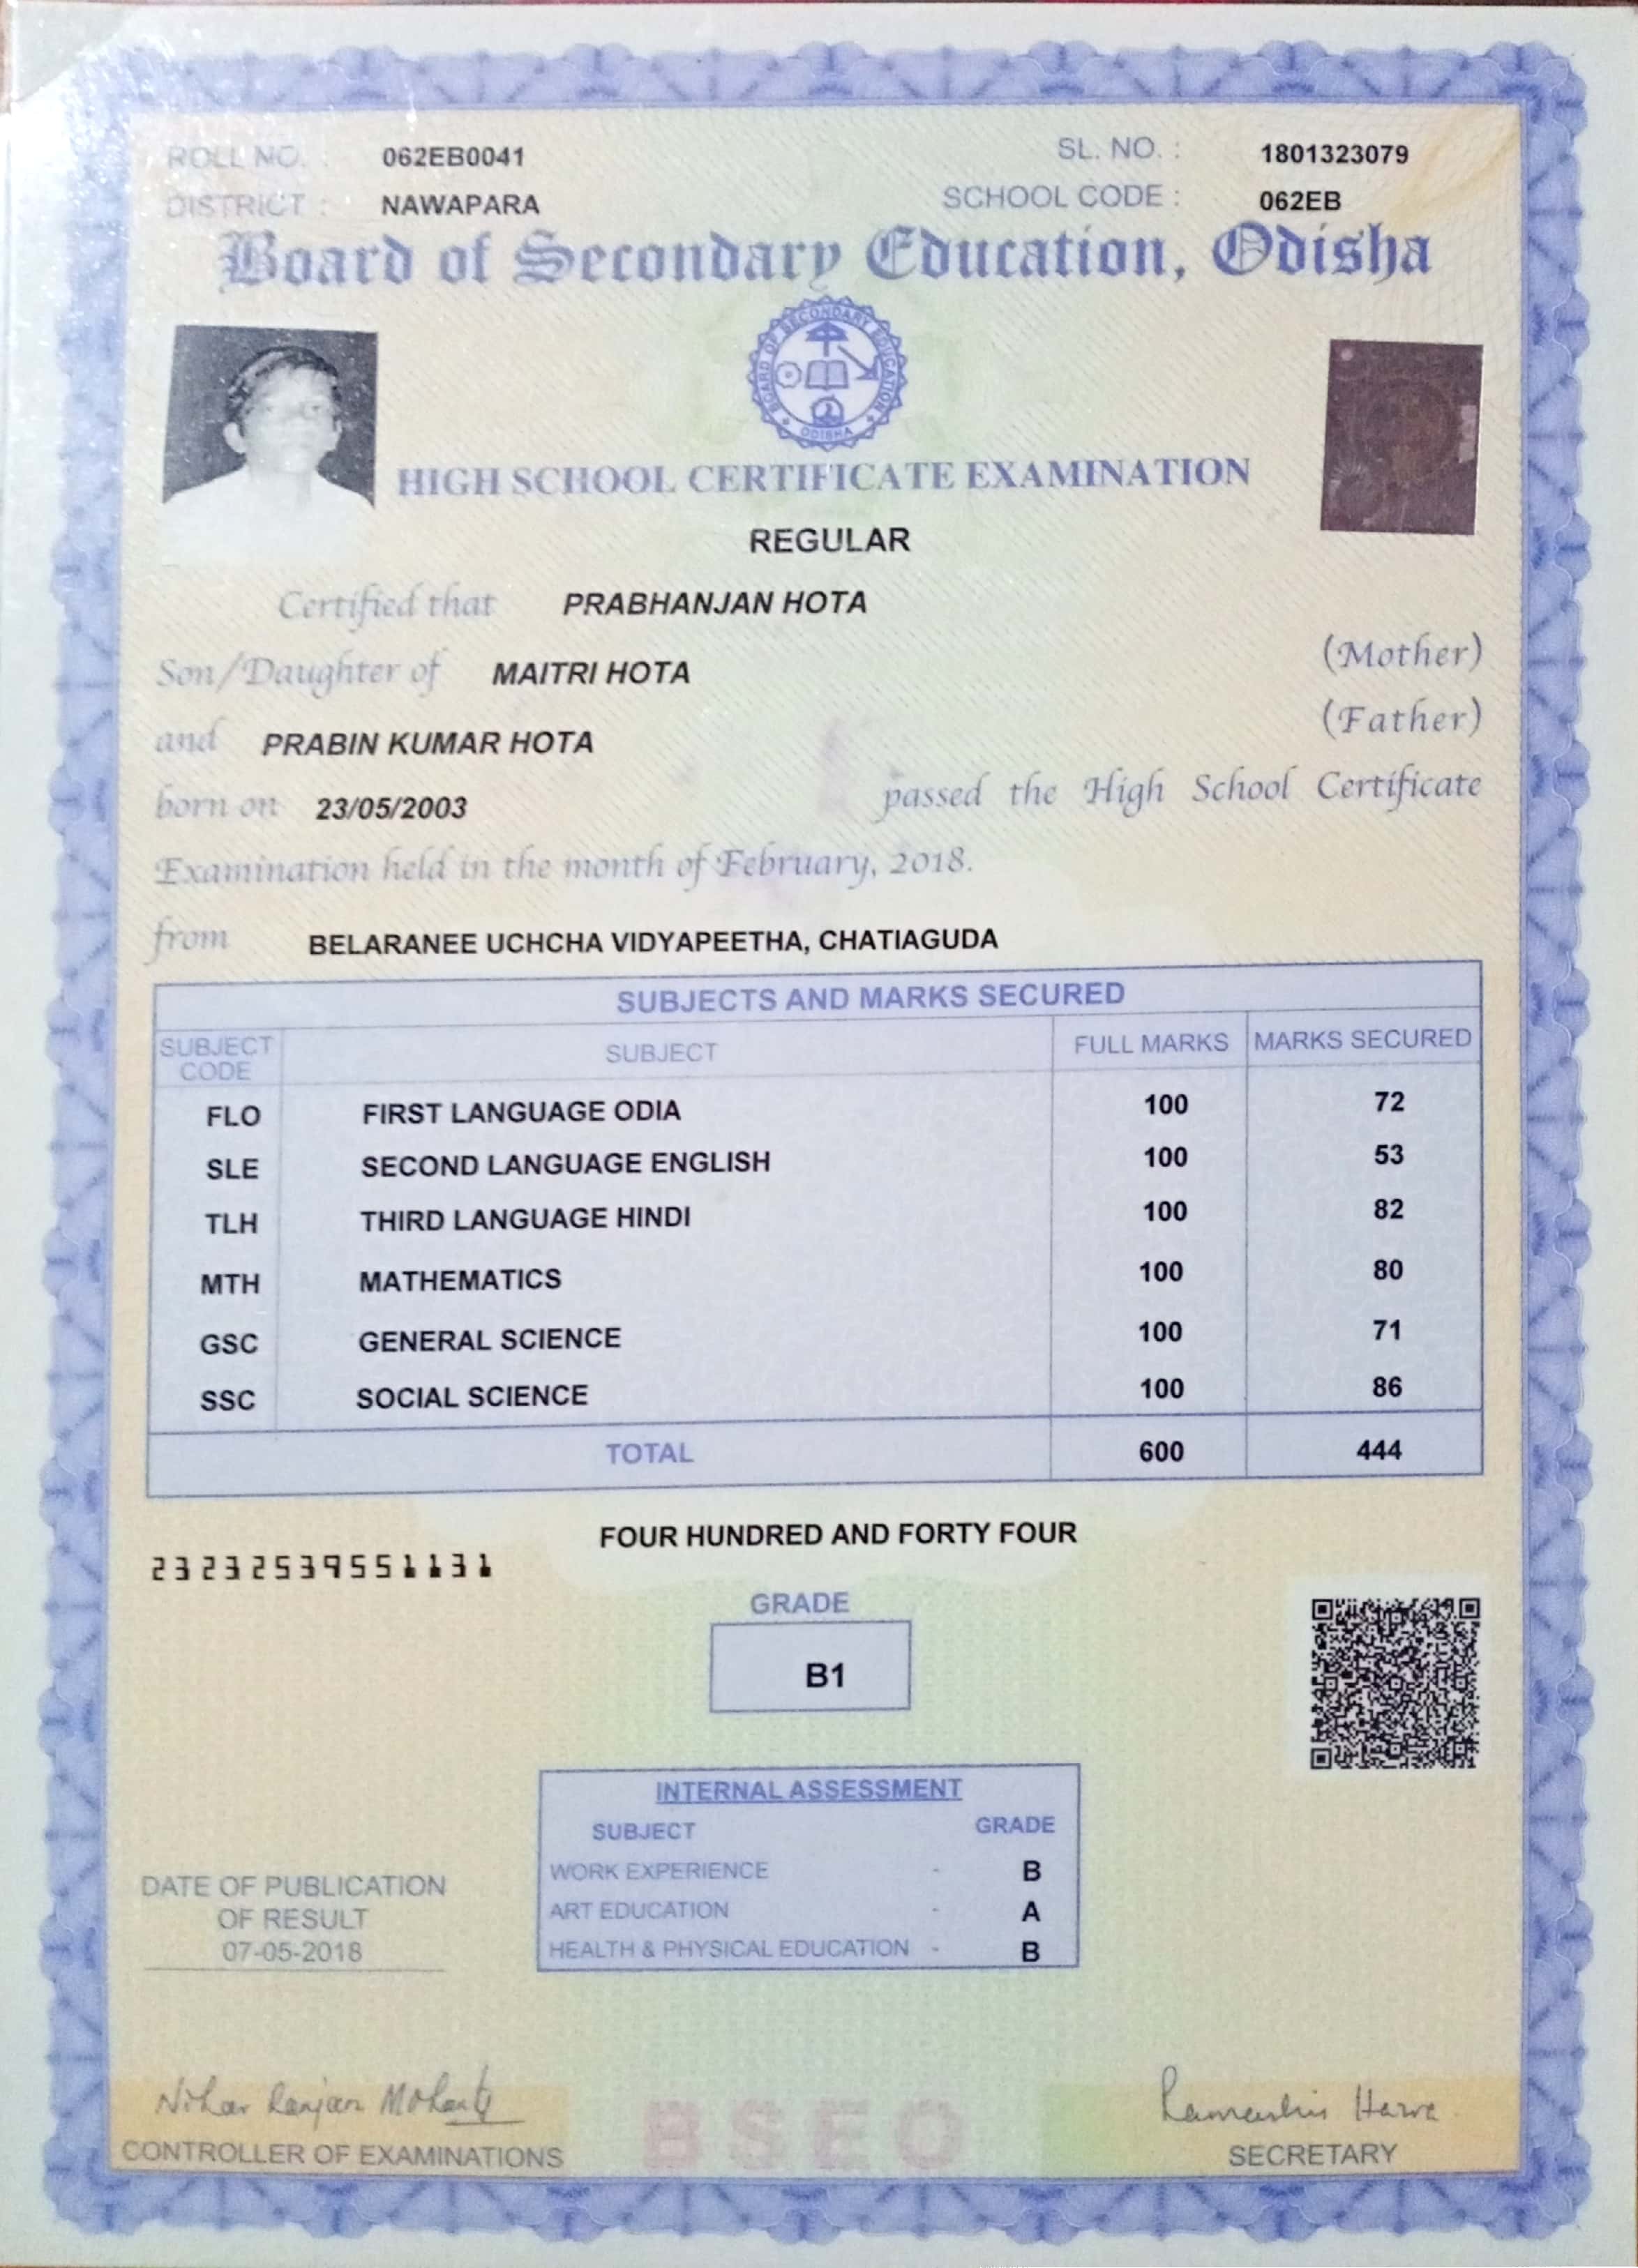 ROLL NO. : 062EB0041 SL. NO. : 1801323079
DISTRICT : NAWAPARA SCHOOL CODE : 062EB
Board of Secondary Education, Odisha
BOARD OF SECONDARY EDUCATION
ODISHA
HIGH SCHOOL CERTIFICATE EXAMINATION
REGULAR
Certified that PRABHANJAN HOTA
Son/Daughter of MAITRI HOTA (Mother)
and PRABIN KUMAR HOTA (Father)
born on 23/05/2003 passed the High School Certificate
Examination held in the month of February, 2018.
from BELARANEE UCHCHA VIDYAPEETHA, CHATIAGUDA
SUBJECTS AND MARKS SECURED
SUBJECT CODE SUBJECT FULL MARKS MARKS SECURED
FLO FIRST LANGUAGE ODIA 100 72
SLE SECOND LANGUAGE ENGLISH 100 53
TLH THIRD LANGUAGE HINDI 100 82
MTH MATHEMATICS 100 80
GSC GENERAL SCIENCE 100 71
SSC SOCIAL SCIENCE 100 86
TOTAL 600 444
FOUR HUNDRED AND FORTY FOUR
23232539551131
GRADE
B1
INTERNAL ASSESSMENT
SUBJECT GRADE
WORK EXPERIENCE - B
ART EDUCATION - A
HEALTH & PHYSICAL EDUCATION - B
DATE OF PUBLICATION
OF RESULT
07-05-2018
Nihar Ranjan Mohanty
CONTROLLER OF EXAMINATIONS
BSEO
SECRETARY